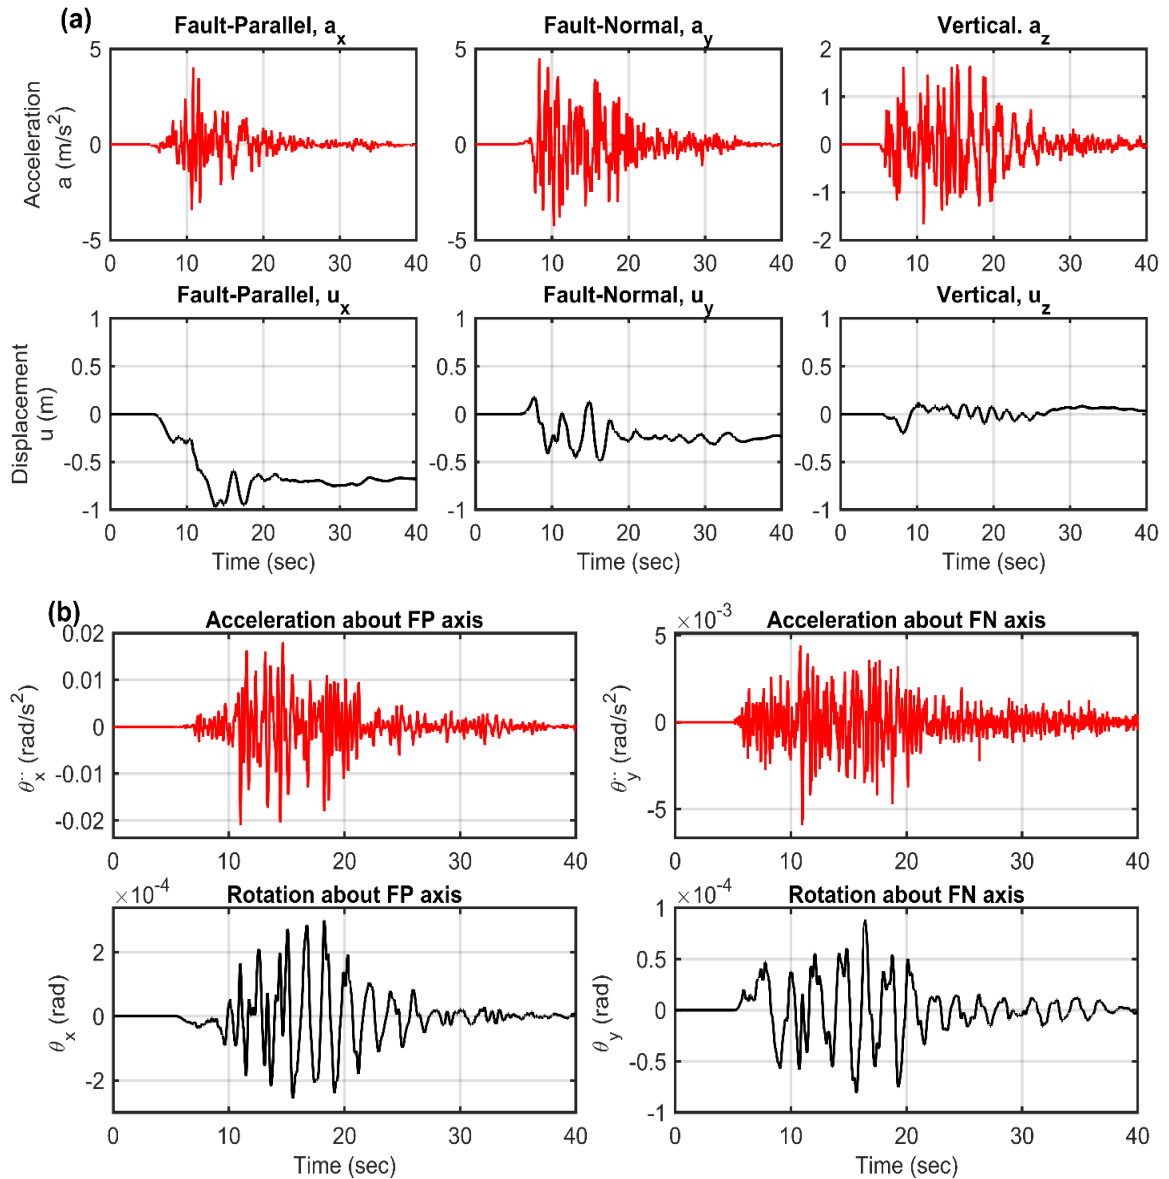 (a)
Fault-Parallel, a_x
Fault-Normal, a_y
Vertical. a_z
Acceleration
a (m/s²)
5
0
-5
0 10 20 30 40
5
0
-5
0 10 20 30 40
2
1
0
-1
-2
0 10 20 30 40
Fault-Parallel, u_x
Fault-Normal, u_y
Vertical, u_z
Displacement
u (m)
1
0.5
0
-0.5
-1
0 10 20 30 40
Time (sec)
1
0.5
0
-0.5
-1
0 10 20 30 40
Time (sec)
1
0.5
0
-0.5
-1
0 10 20 30 40
Time (sec)
(b)
Acceleration about FP axis
θ̈_x (rad/s²)
0.02
0.01
0
-0.01
-0.02
0 10 20 30 40
×10⁻³
Acceleration about FN axis
θ̈_y (rad/s²)
5
0
-5
0 10 20 30 40
×10⁻⁴
Rotation about FP axis
θ_x (rad)
2
0
-2
0 10 20 30 40
Time (sec)
×10⁻⁴
Rotation about FN axis
θ_y (rad)
1
0.5
0
-0.5
-1
0 10 20 30 40
Time (sec)